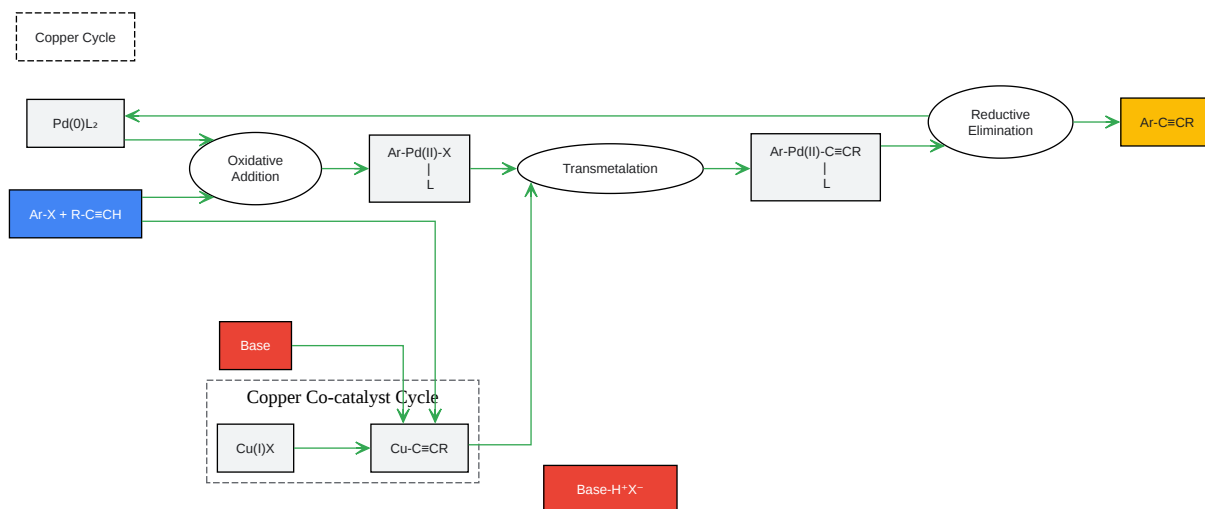 Copper Cycle
Pd(0)L₂
Oxidative
Addition
Ar-Pd(II)-X
|
L
Transmetalation
Ar-Pd(II)-C≡CR
|
L
Reductive
Elimination
Ar-C≡CR
Ar-X + R-C≡CH
Base
Copper Co-catalyst Cycle
Cu(I)X
Cu-C≡CR
Base-H⁺X⁻